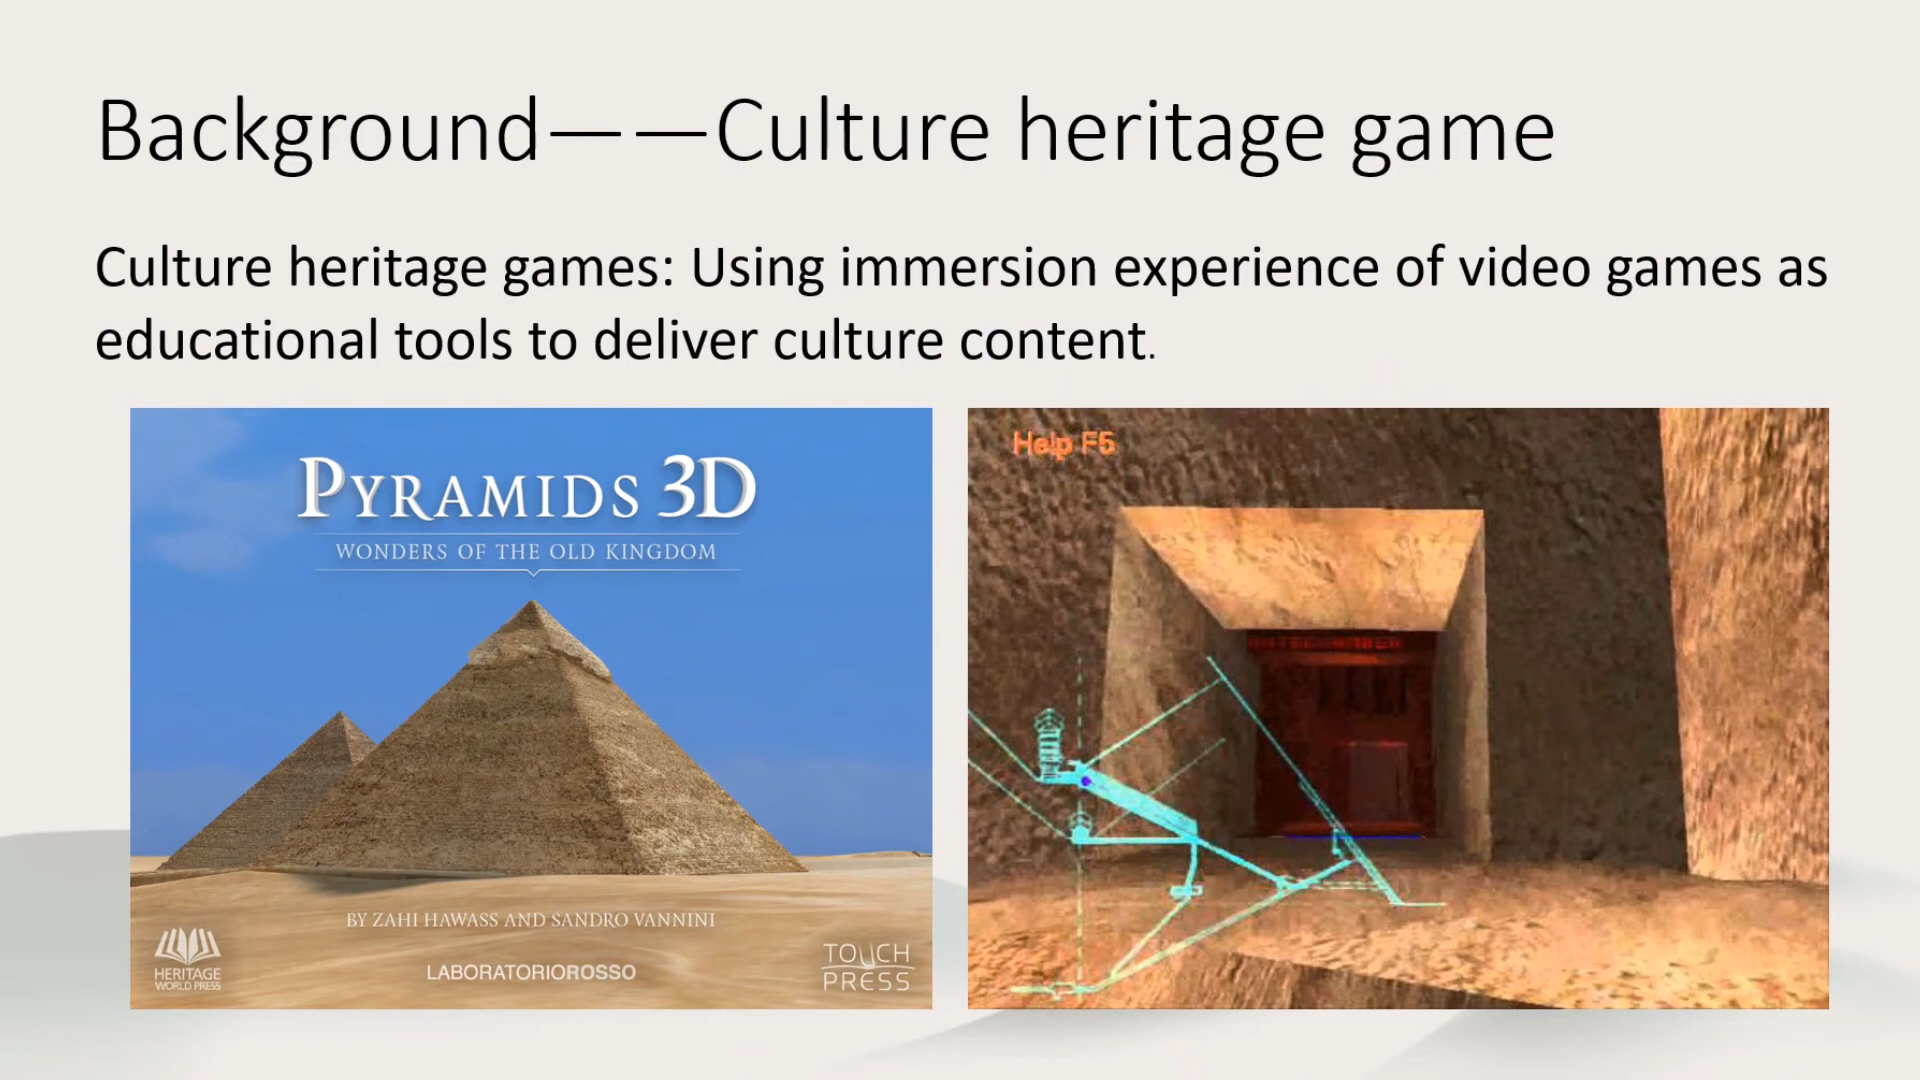 Background——Culture heritage game
Culture heritage games: Using immersion experience of video games as
educational tools to deliver culture content.
PYRAMIDS 3D
WONDERS OF THE OLD KINGDOM
BY ZAHI HAWASS AND SANDRO VANNINI
HERITAGE
WORLD PRESS
LABORATORIOROSSO
TOUCH
PRESS
Help F5